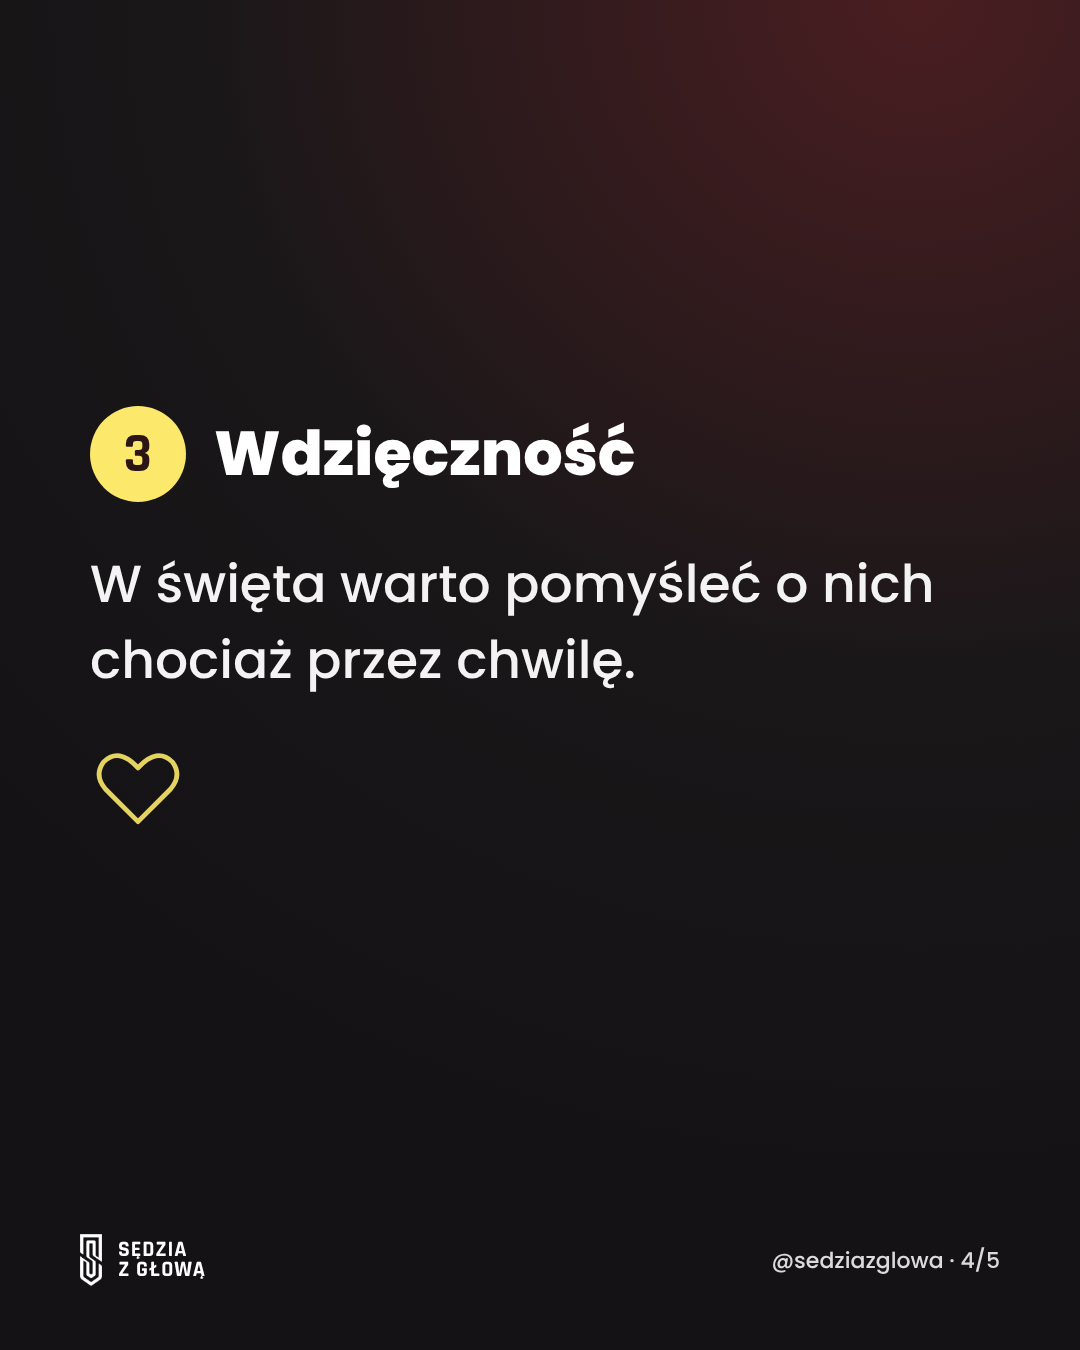 3 Wdzięczność
W święta warto pomyśleć o nich
chociaż przez chwilę.
SĘDZIA
Z GŁOWĄ
@sedziazglowa · 4/5